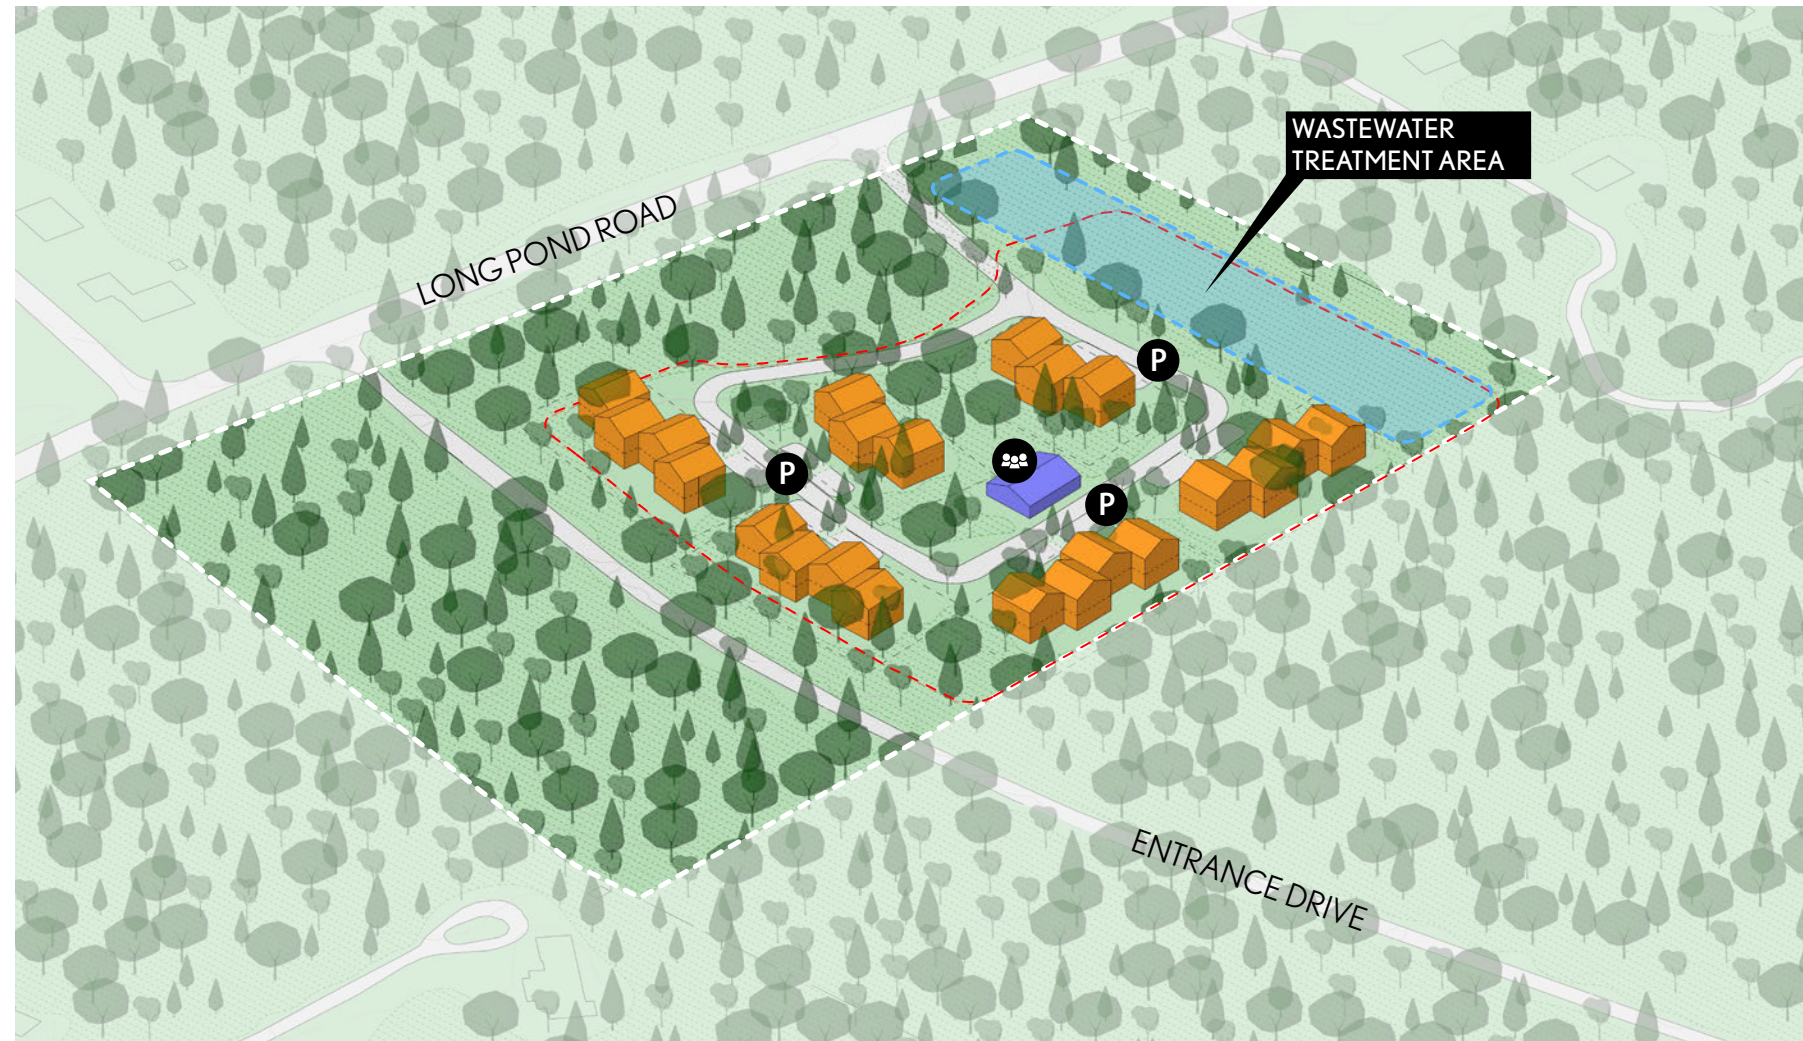 WASTEWATER
TREATMENT AREA
LONG POND ROAD
P
P
P
ENTRANCE DRIVE